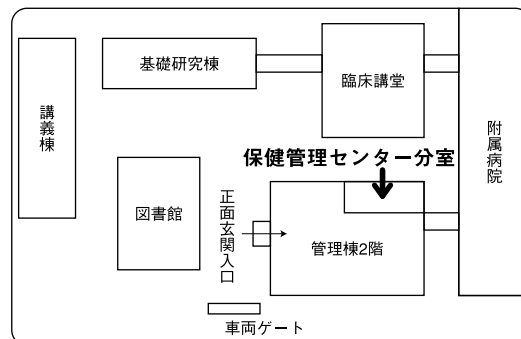 基礎研究棟
臨床講堂
講義棟
附属病院
保健管理センター分室
図書館
正面玄関入口
管理棟2階
車両ゲート